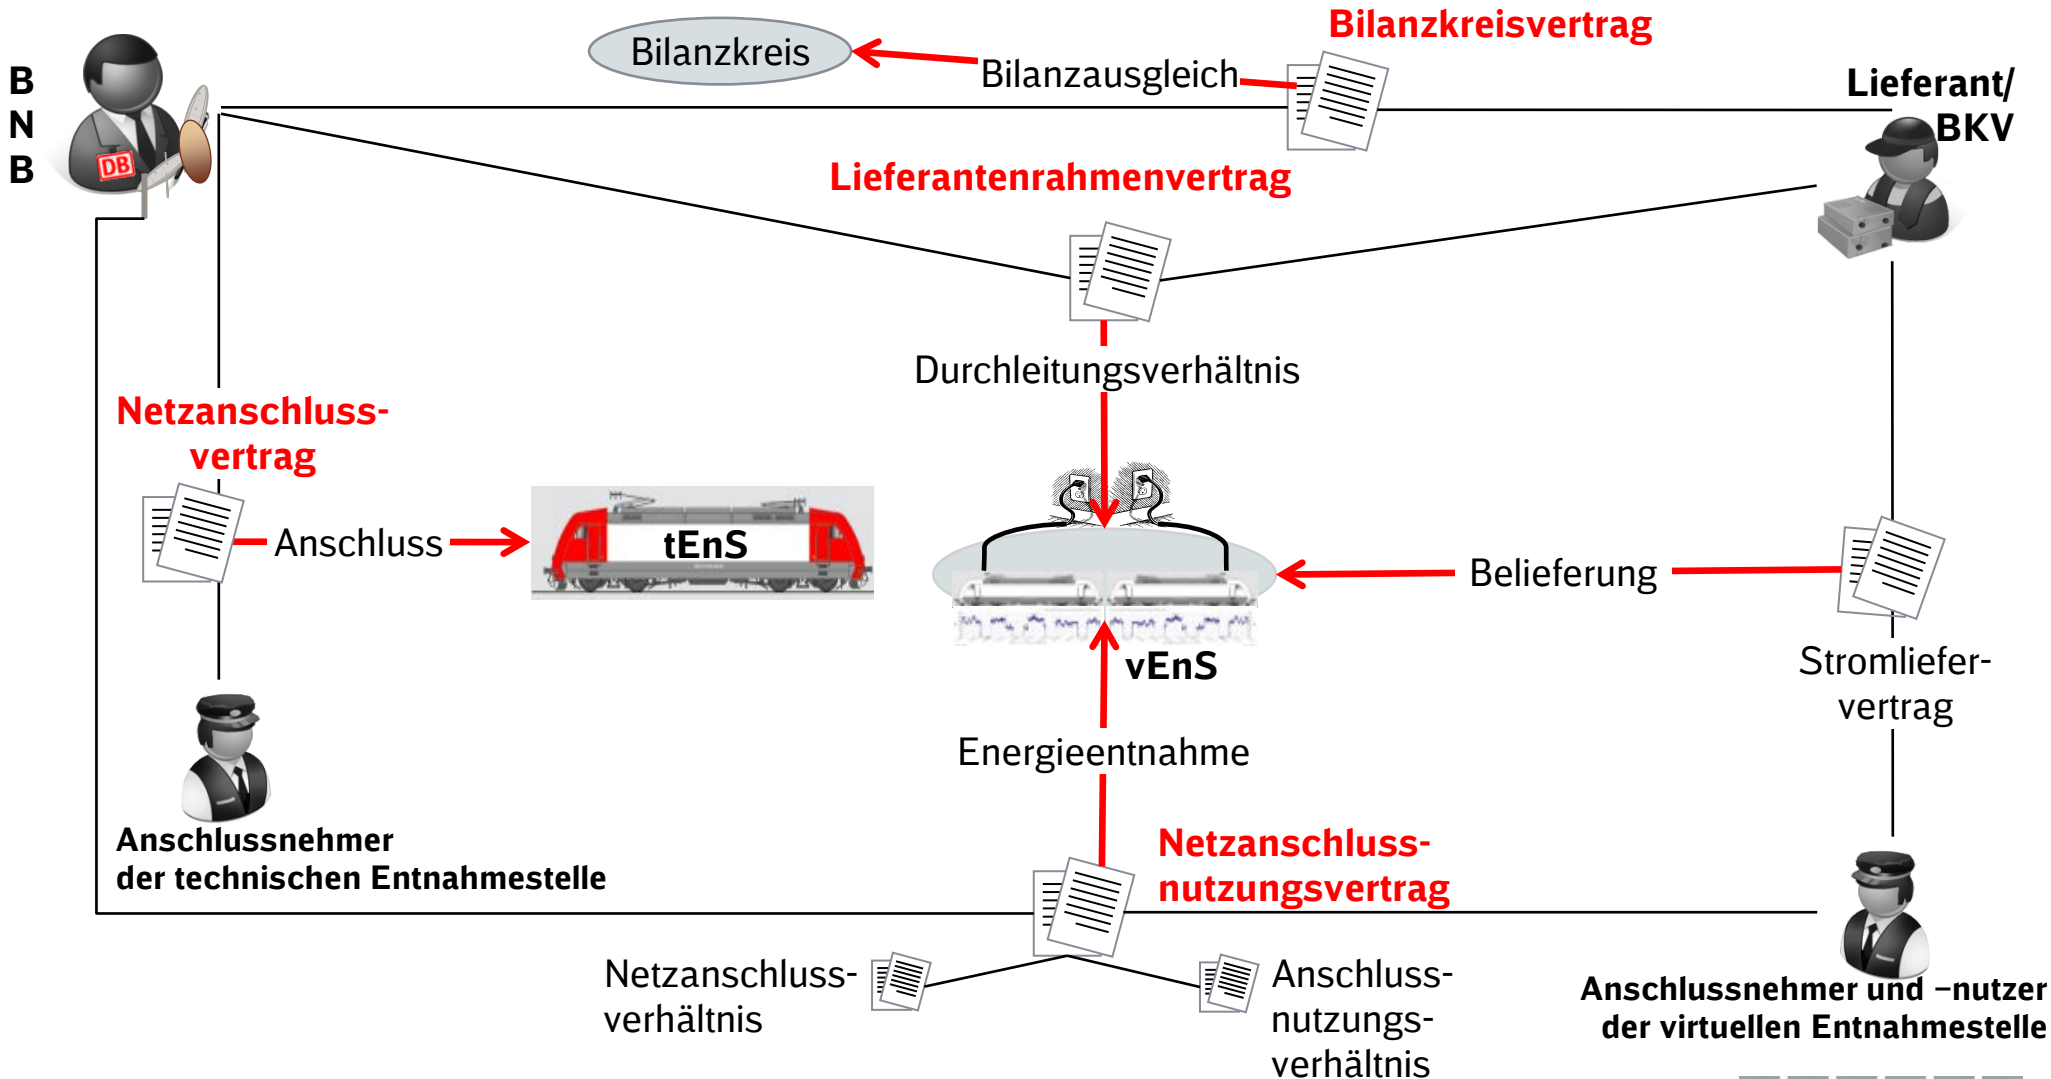 Bilanzkreisvertrag
Bilanzkreis
Bilanzausgleich
B
N
B
DB
Lieferant/
BKV
Lieferantenrahmenvertrag
Durchleitungsverhältnis
Netzanschluss-
vertrag
Anschluss
tEnS
Belieferung
vEnS
Stromliefer-
vertrag
Energieentnahme
Anschlussnehmer
der technischen Entnahmestelle
Netzanschluss-
nutzungsvertrag
Netzanschluss-
verhältnis
Anschluss-
nutzungs-
verhältnis
Anschlussnehmer und –nutzer
der virtuellen Entnahmestelle